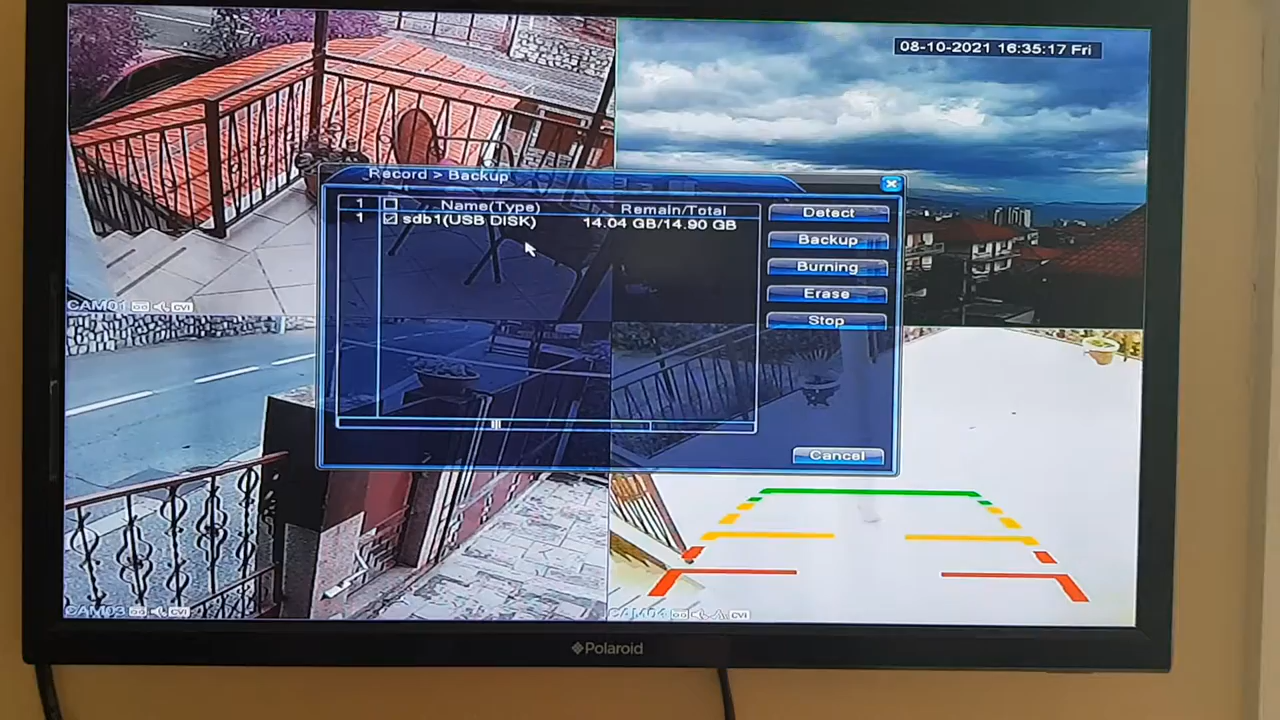 08-10-2021 16:35:17 Fri
Record > Backup
1 Name(Type) Remain/Total
1 sdb1(USB DISK) 14.04 GB/14.90 GB
Detect
Backup
Burning
Erase
Stop
Cancel
CAM01 CVI
CAM03 CVI
CAM04 CVI
Polaroid